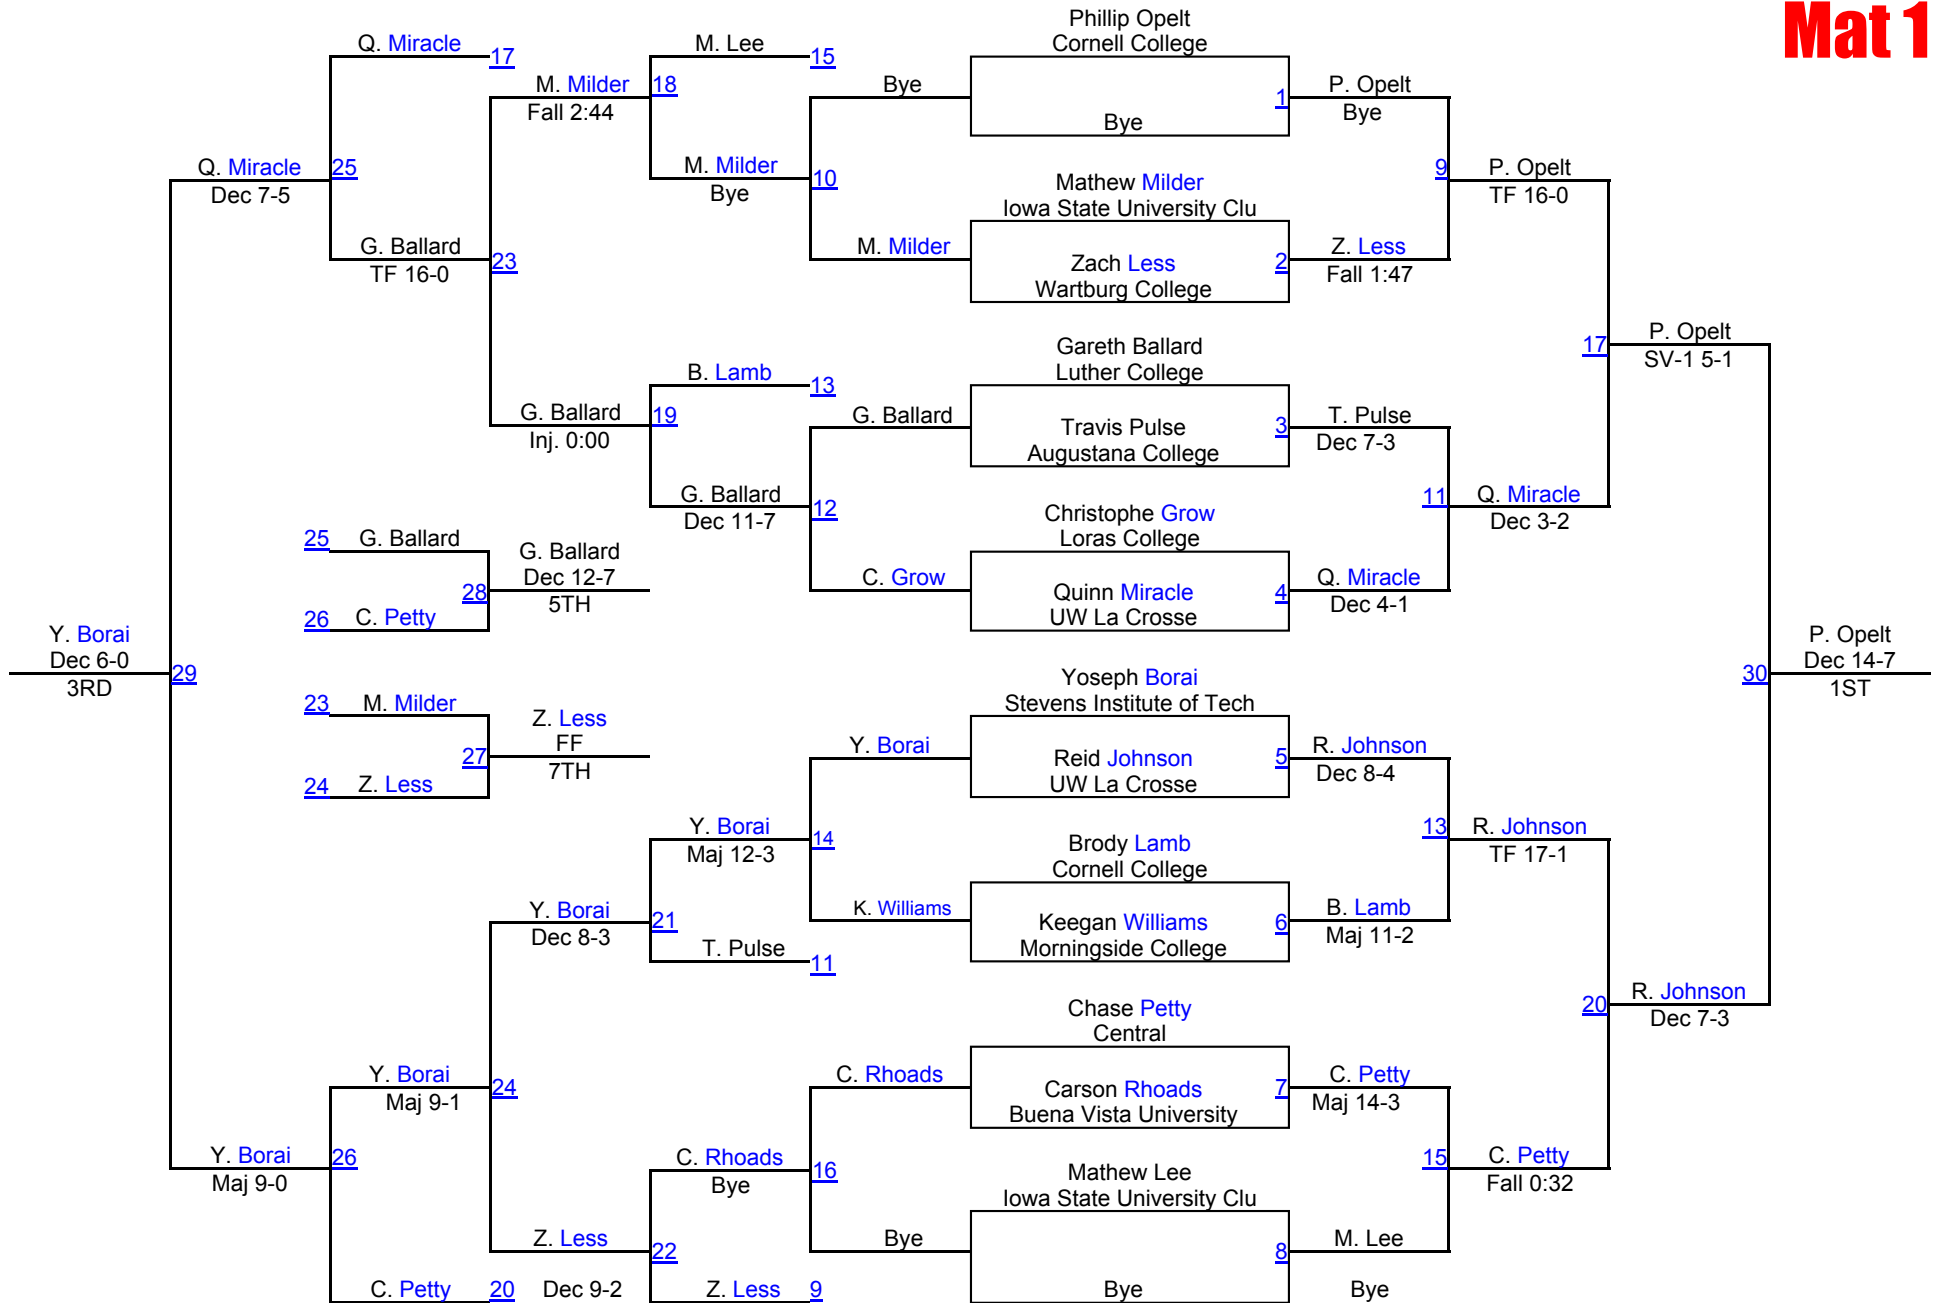 Mat 1
Phillip Opelt
Cornell College
Q. Miracle
17
M. Lee
15
M. Milder
18
Fall 2:44
Bye
1
Bye
P. Opelt
Bye
Q. Miracle
25
Dec 7-5
M. Milder
10
Bye
Mathew Milder
Iowa State University Clu
9
P. Opelt
TF 16-0
G. Ballard
23
TF 16-0
M. Milder
Zach Less
2
Wartburg College
Z. Less
Fall 1:47
Gareth Ballard
Luther College
17
P. Opelt
SV-1 5-1
B. Lamb
13
G. Ballard
19
Inj. 0:00
G. Ballard
Travis Pulse
3
Augustana College
T. Pulse
Dec 7-3
G. Ballard
12
Dec 11-7
Christophe Grow
Loras College
11
Q. Miracle
Dec 3-2
25
G. Ballard
G. Ballard
Dec 12-7
28
5TH
26
C. Petty
C. Grow
Quinn Miracle
4
UW La Crosse
Q. Miracle
Dec 4-1
Y. Borai
Dec 6-0
29
3RD
Yoseph Borai
Stevens Institute of Tech
30
P. Opelt
Dec 14-7
1ST
23
M. Milder
Z. Less
FF
27
7TH
24
Z. Less
Y. Borai
Reid Johnson
5
UW La Crosse
R. Johnson
Dec 8-4
Y. Borai
14
Maj 12-3
Brody Lamb
Cornell College
13
R. Johnson
TF 17-1
Y. Borai
21
Dec 8-3
K. Williams
Keegan Williams
6
Morningside College
B. Lamb
Maj 11-2
T. Pulse
11
Chase Petty
Central
20
R. Johnson
Dec 7-3
Y. Borai
24
Maj 9-1
C. Rhoads
Carson Rhoads
7
Buena Vista University
C. Petty
Maj 14-3
Y. Borai
26
Maj 9-0
C. Rhoads
16
Bye
Mathew Lee
Iowa State University Clu
15
C. Petty
Fall 0:32
Z. Less
22
Bye
8
M. Lee
C. Petty
20
Dec 9-2
Z. Less
9
Bye
Bye